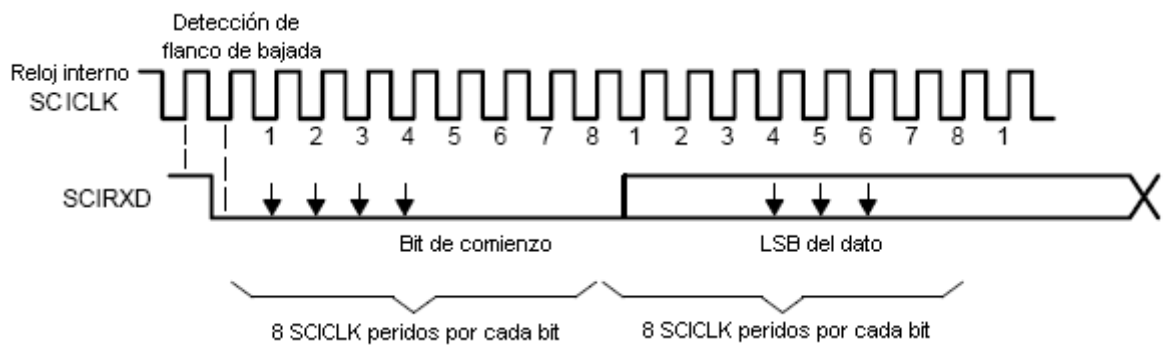 Detección de
flanco de bajada
Reloj interno
SCICLK
1 2 3 4 5 6 7 8 1 2 3 4 5 6 7 8 1
SCIRXD
Bit de comienzo LSB del dato
8 SCICLK peridos por cada bit 8 SCICLK peridos por cada bit